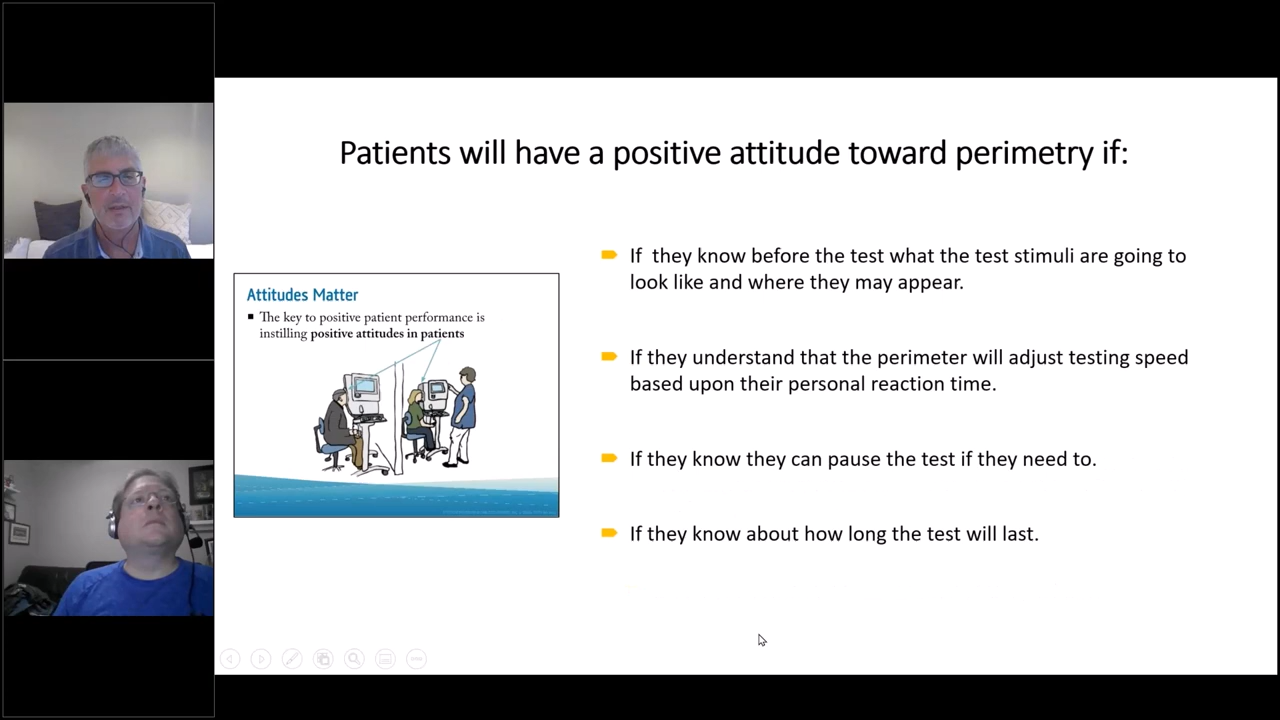 Patients will have a positive attitude toward perimetry if:
Attitudes Matter
The key to positive patient performance is
instilling positive attitudes in patients
If  they know before the test what the test stimuli are going to
look like and where they may appear.
If they understand that the perimeter will adjust testing speed
based upon their personal reaction time.
If they know they can pause the test if they need to.
If they know about how long the test will last.